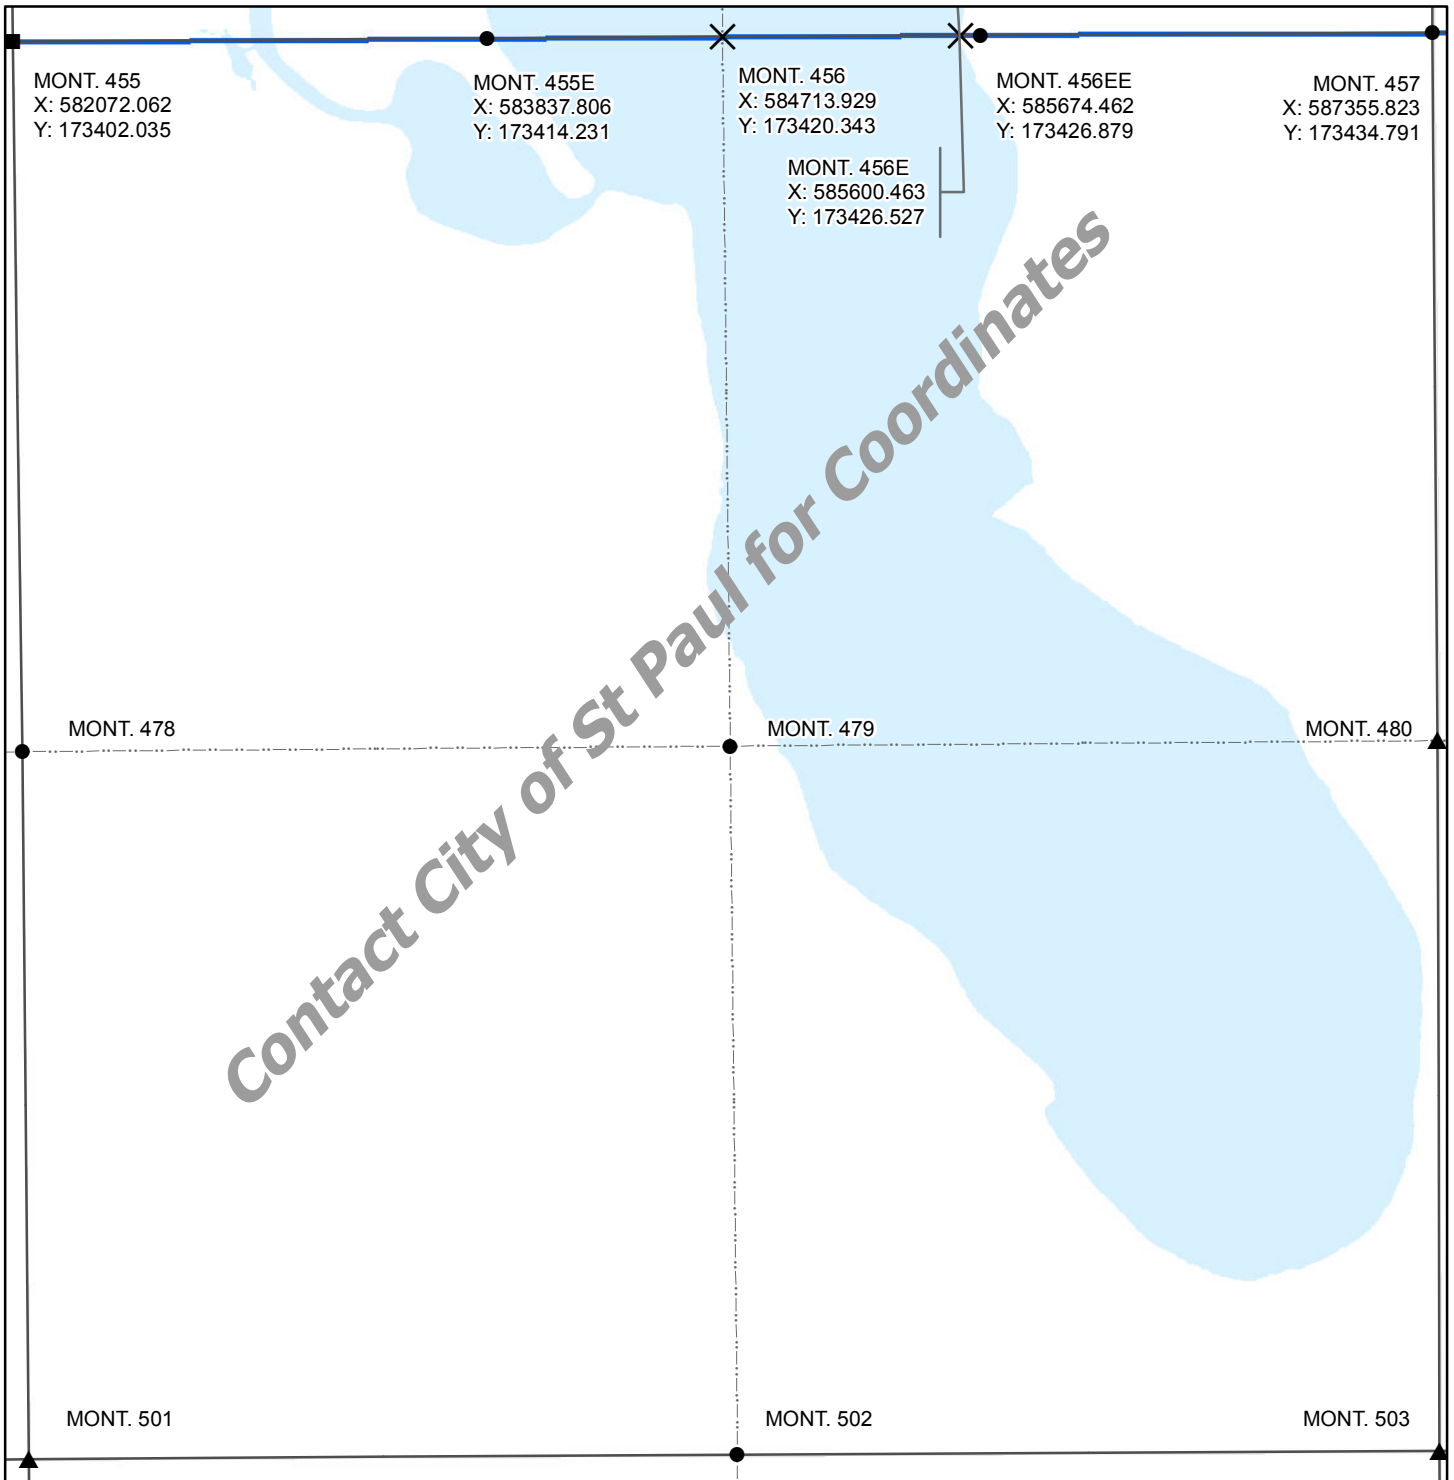 MONT. 455
X: 582072.062
Y: 173402.035
MONT. 455E
X: 583837.806
Y: 173414.231
MONT. 456
X: 584713.929
Y: 173420.343
MONT. 456EE
X: 585674.462
Y: 173426.879
MONT. 457
X: 587355.823
Y: 173434.791
MONT. 456E
X: 585600.463
Y: 173426.527
Contact City of St Paul for Coordinates
MONT. 478
MONT. 479
MONT. 480
MONT. 501
MONT. 502
MONT. 503